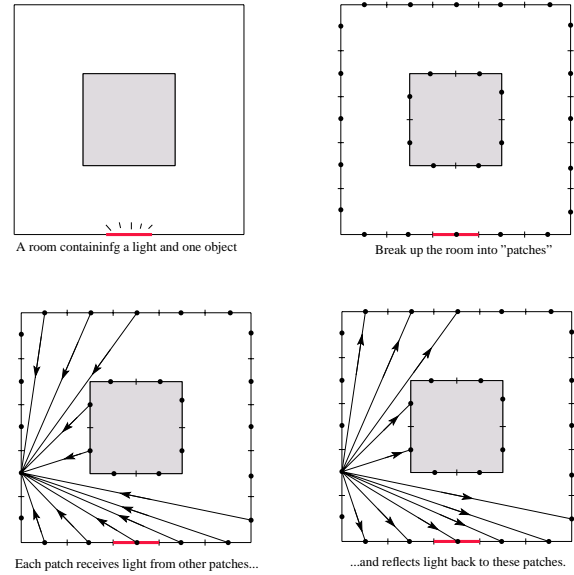 A room containinfg a light and one object
Break up the room into ”patches”
Each patch receives light from other patches...
...and reflects light back to these patches.